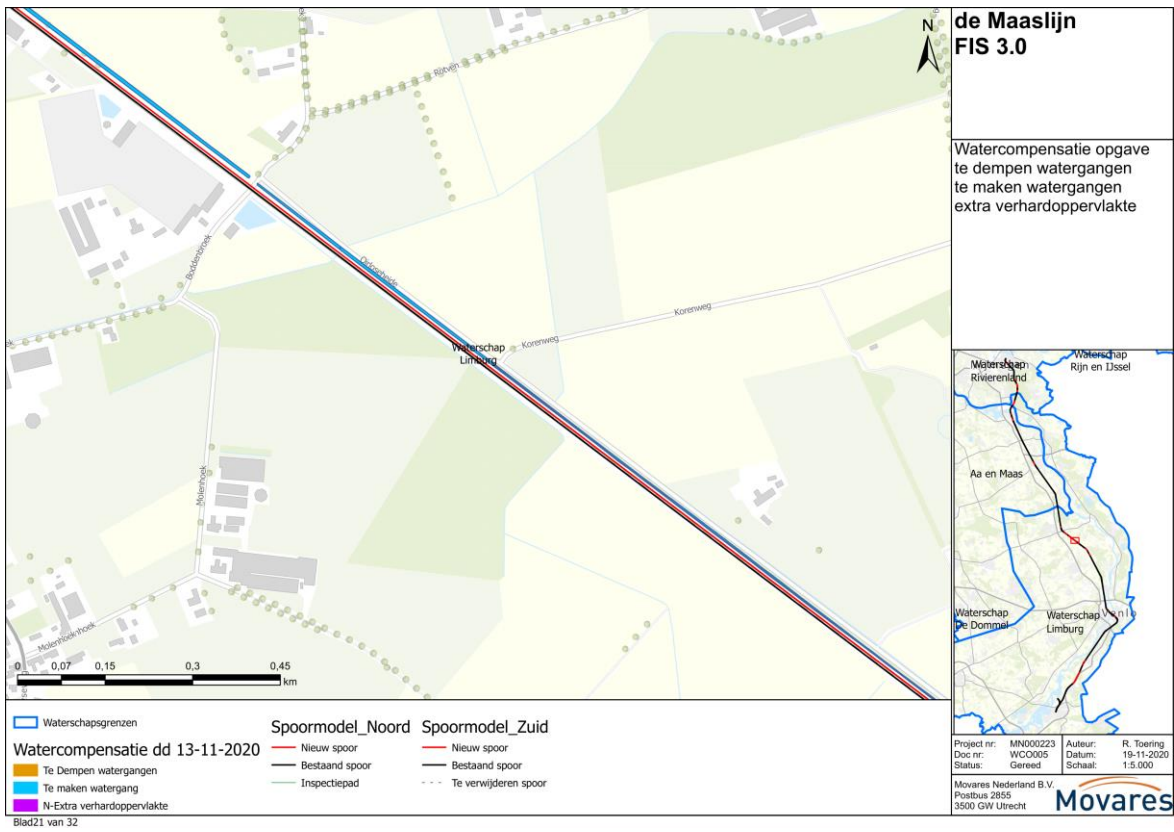 de Maaslijn
FIS 3.0
Watercompensatie opgave
te dempen watergangen
te maken watergangen
extra verhardoppervlakte
N
Rotven
Boddenbroek
Korenweg
Korenweg
Waterschap
Limburg
Molenhoek
Molenhoek
0 0,07 0,15 0,3 0,45
km
Waterschap
Rivierenland
Waterschap
Rijn en IJssel
Aa en Maas
Waterschap
De Dommel
Waterschap
Limburg
Venlo
Waterschapsgrenzen
Watercompensatie dd 13-11-2020
Te Dempen watergangen
Te maken watergang
N-Extra verhardoppervlakte
Spoormodel_Noord
Nieuw spoor
Bestaand spoor
Inspectiepad
Spoormodel_Zuid
Nieuw spoor
Bestaand spoor
Te verwijderen spoor
Project nr: MN000223
Doc nr: WCO005
Status: Gereed
Auteur: R. Toering
Datum: 19-11-2020
Schaal: 1:5.000
Movares Nederland B.V.
Postbus 2855
3500 GW Utrecht
Movares
Blad21 van 32